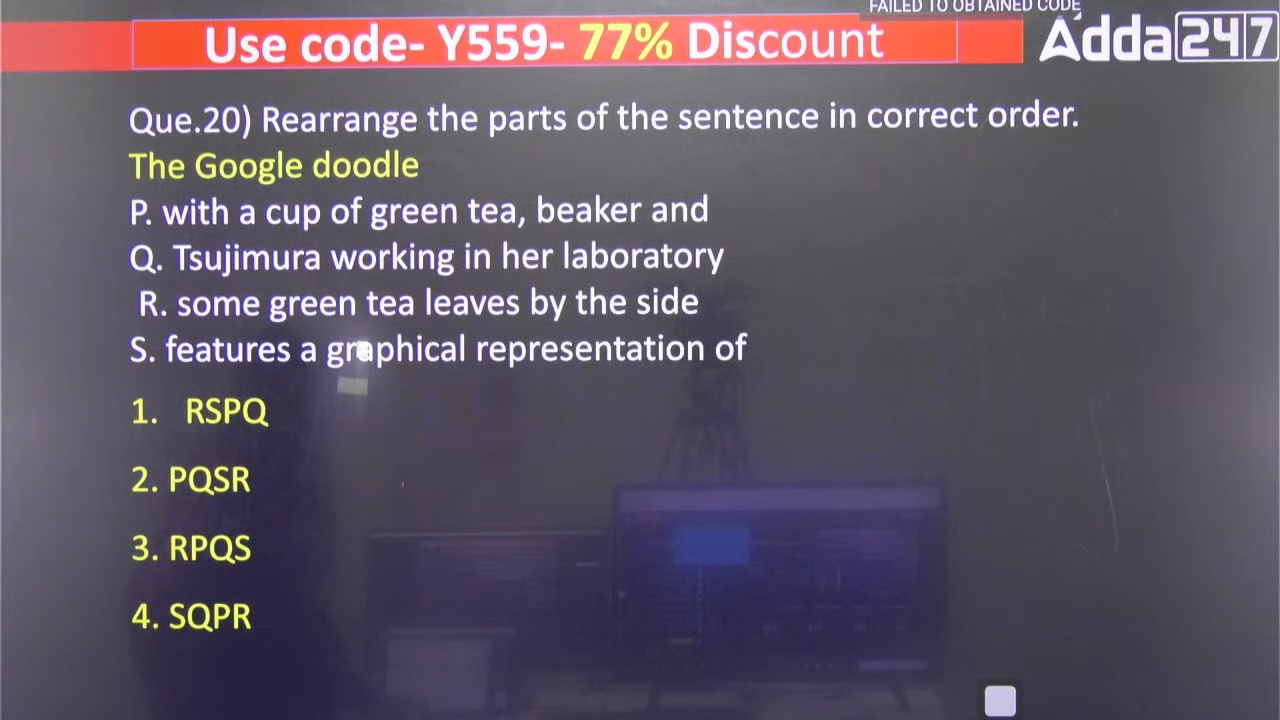 FAILED TO OBTAINED CODE
Use code- Y559- 77% Discount
Adda247
Que.20) Rearrange the parts of the sentence in correct order.
The Google doodle
P. with a cup of green tea, beaker and
Q. Tsujimura working in her laboratory
R. some green tea leaves by the side
S. features a graphical representation of
1. RSPQ
2. PQSR
3. RPQS
4. SQPR